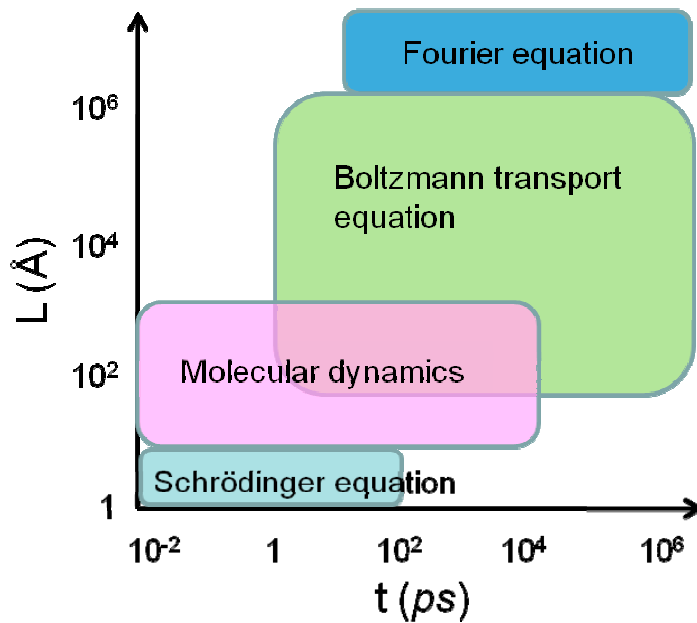 Fourier equation
10⁶
Boltzmann transport
equation
10⁴
L (Å)
10²
Molecular dynamics
Schrödinger equation
1
10⁻² 1 10² 10⁴ 10⁶
t (ps)